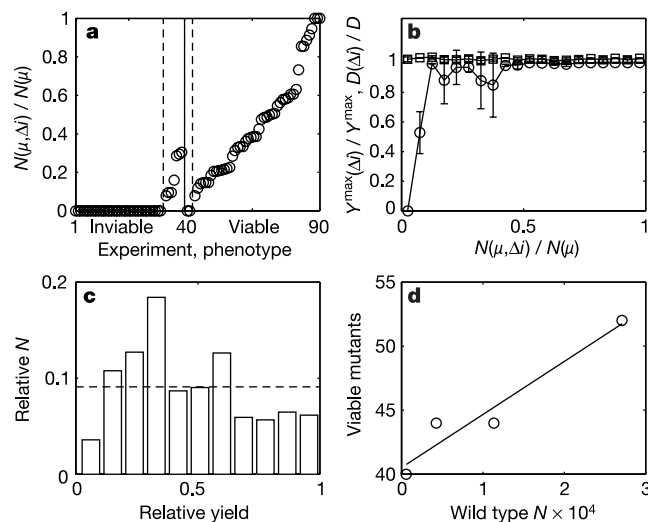 a
N(μ,Δi) / N(μ)
1
0.8
0.6
0.4
0.2
0
1 Inviable 40 Viable 90
Experiment, phenotype
b
Y^max(Δi) / Y^max, D(Δi) / D
1
1
0.8
0.6
0.4
0.2
0
0 0.5 1
N(μ,Δi) / N(μ)
c
Relative N
0.2
0.1
0
0 0.5 1
Relative yield
d
Viable mutants
55
50
45
40
0 1 2 3
Wild type N × 10⁴